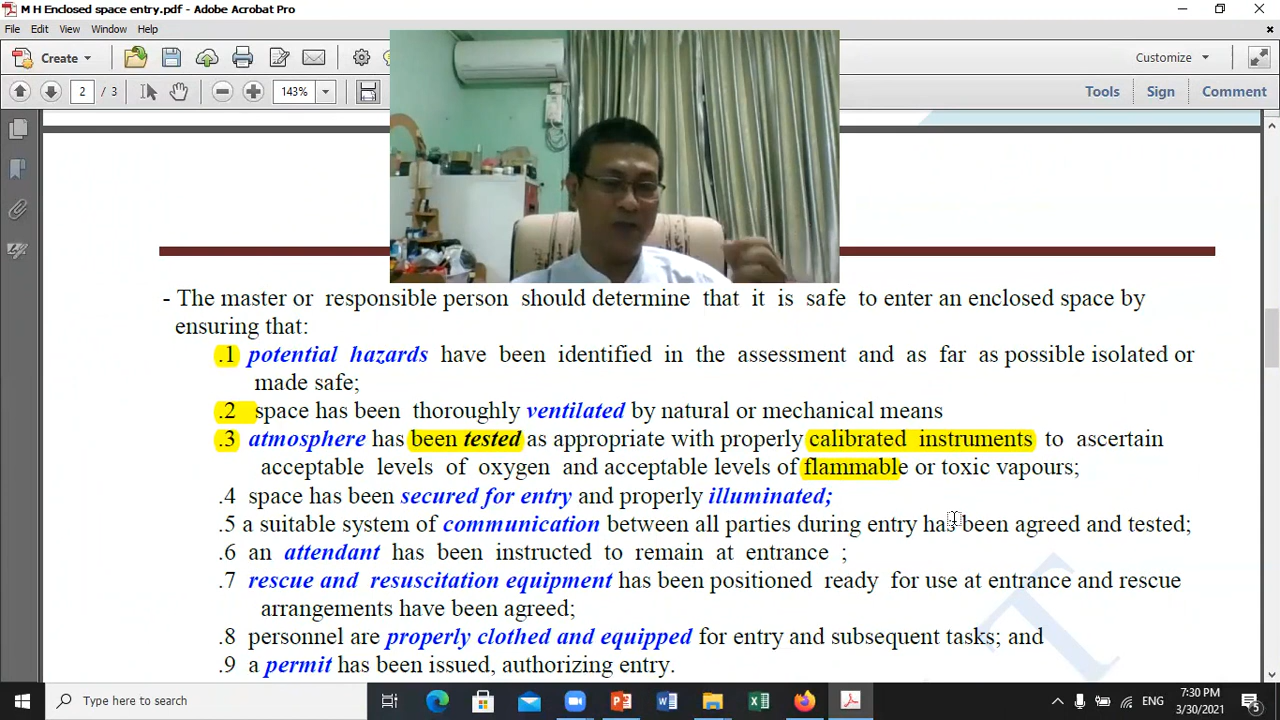 M H Enclosed space entry.pdf - Adobe Acrobat Pro
File Edit View Window Help
Create Customize
2 / 3 143% Tools Sign Comment
- The master or responsible person should determine that it is safe to enter an enclosed space by
ensuring that:
.1 potential hazards have been identified in the assessment and as far as possible isolated or
made safe;
.2 space has been thoroughly ventilated by natural or mechanical means
.3 atmosphere has been tested as appropriate with properly calibrated instruments to ascertain
acceptable levels of oxygen and acceptable levels of flammable or toxic vapours;
.4 space has been secured for entry and properly illuminated;
.5 a suitable system of communication between all parties during entry has been agreed and tested;
.6 an attendant has been instructed to remain at entrance ;
.7 rescue and resuscitation equipment has been positioned ready for use at entrance and rescue
arrangements have been agreed;
.8 personnel are properly clothed and equipped for entry and subsequent tasks; and
.9 a permit has been issued, authorizing entry.
T
Type here to search
ENG
7:30 PM
3/30/2021
5